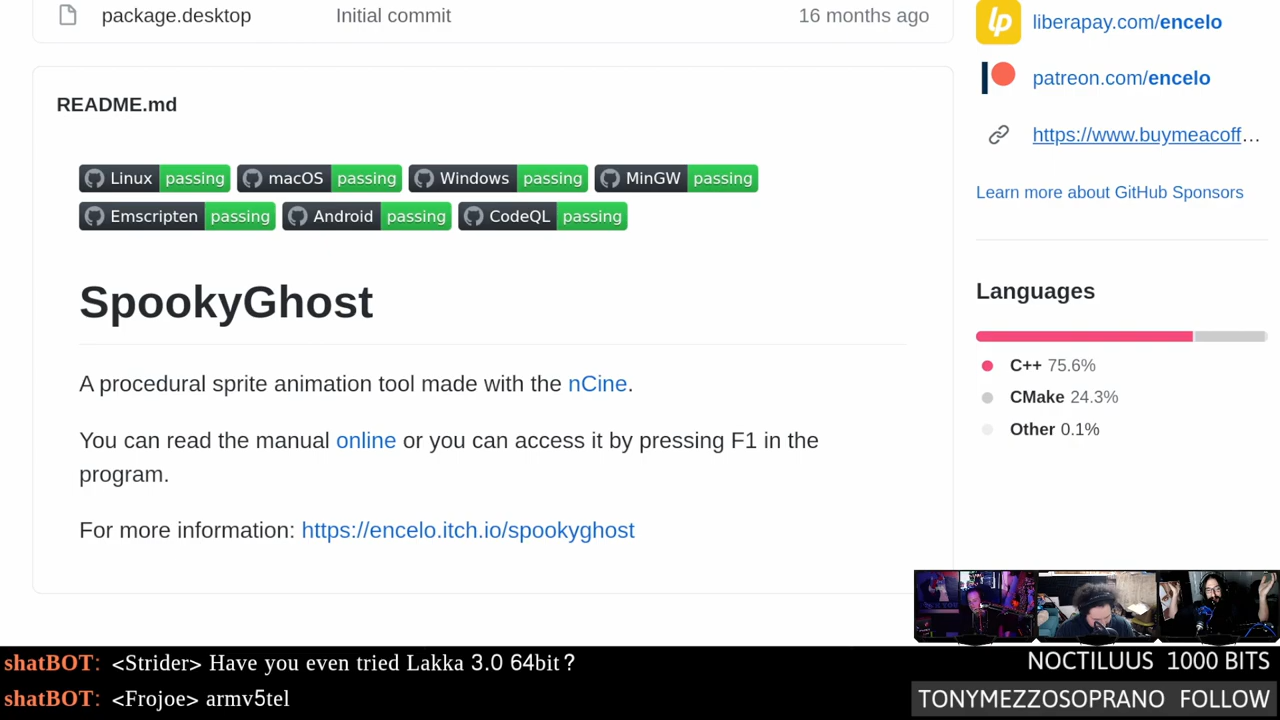 package.desktop Initial commit 16 months ago
liberapay.com/encelo
patreon.com/encelo
https://www.buymeacoff...
Learn more about GitHub Sponsors
README.md
Linux passing macOS passing Windows passing MinGW passing
Emscripten passing Android passing CodeQL passing
SpookyGhost
A procedural sprite animation tool made with the nCine.
You can read the manual online or you can access it by pressing F1 in the
program.
For more information: https://encelo.itch.io/spookyghost
Languages
C++ 75.6%
CMake 24.3%
Other 0.1%
shatBOT: <Strider> Have you even tried Lakka 3.0 64bit?
shatBOT: <Frojoe> armv5tel
NOCTILUUS 1000 BITS
TONYMEZZOSOPRANO FOLLOW